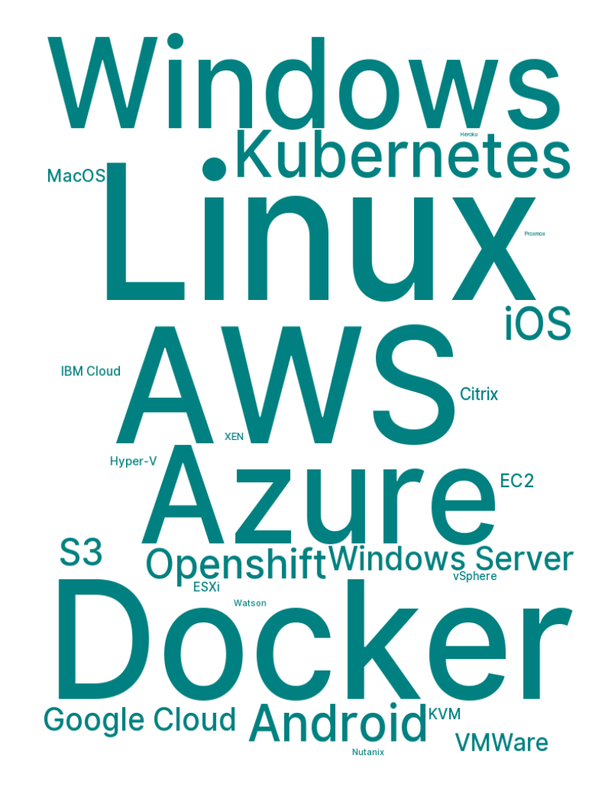 Windows
Heroku
Kubernetes
MacOS
Linux
Proxmox
iOS
AWS
IBM Cloud
Citrix
XEN
Hyper-V
Azure
EC2
S3
Openshift
Windows Server
vSphere
ESXi
Watson
Docker
Google Cloud
Android
KVM
VMWare
Nutanix